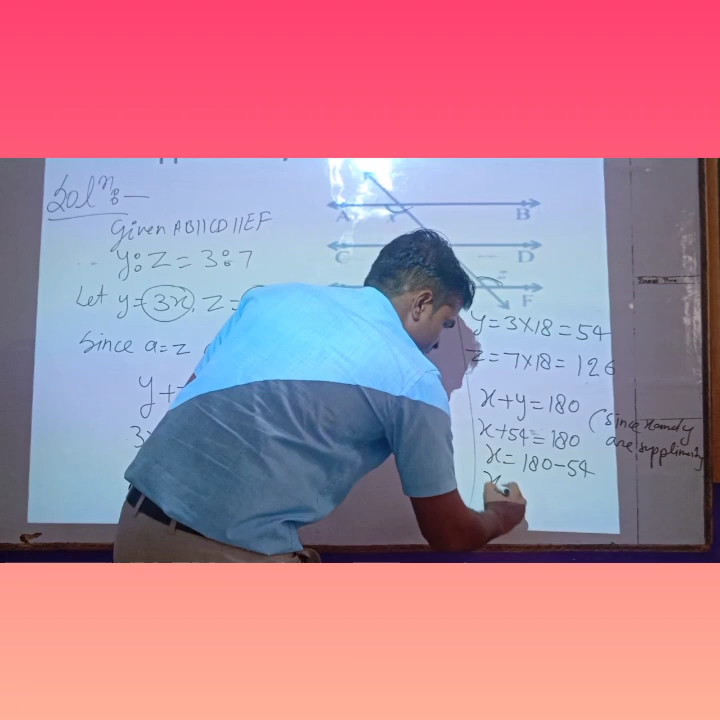 Solⁿ:-
Given AB||CD||EF
y:z = 3:7
Let y = 3x, z =
Since a = z
y +
3x
A x B
C D
z
F
y = 3×18 = 54
z = 7×18 = 126
x + y = 180
(since x and y
are supplimenty
x + 54 = 180
x = 180 - 54
x